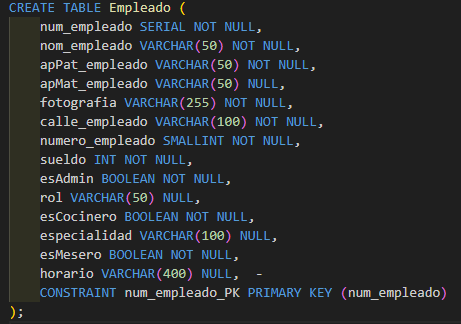 CREATE TABLE Empleado (
num_empleado SERIAL NOT NULL,
nom_empleado VARCHAR(50) NOT NULL,
apPat_empleado VARCHAR(50) NOT NULL,
apMat_empleado VARCHAR(50) NULL,
fotografia VARCHAR(255) NOT NULL,
calle_empleado VARCHAR(100) NOT NULL,
numero_empleado SMALLINT NOT NULL,
sueldo INT NOT NULL,
esAdmin BOOLEAN NOT NULL,
rol VARCHAR(50) NULL,
esCocinero BOOLEAN NOT NULL,
especialidad VARCHAR(100) NULL,
esMesero BOOLEAN NOT NULL,
horario VARCHAR(400) NULL,  -
CONSTRAINT num_empleado_PK PRIMARY KEY (num_empleado)
);